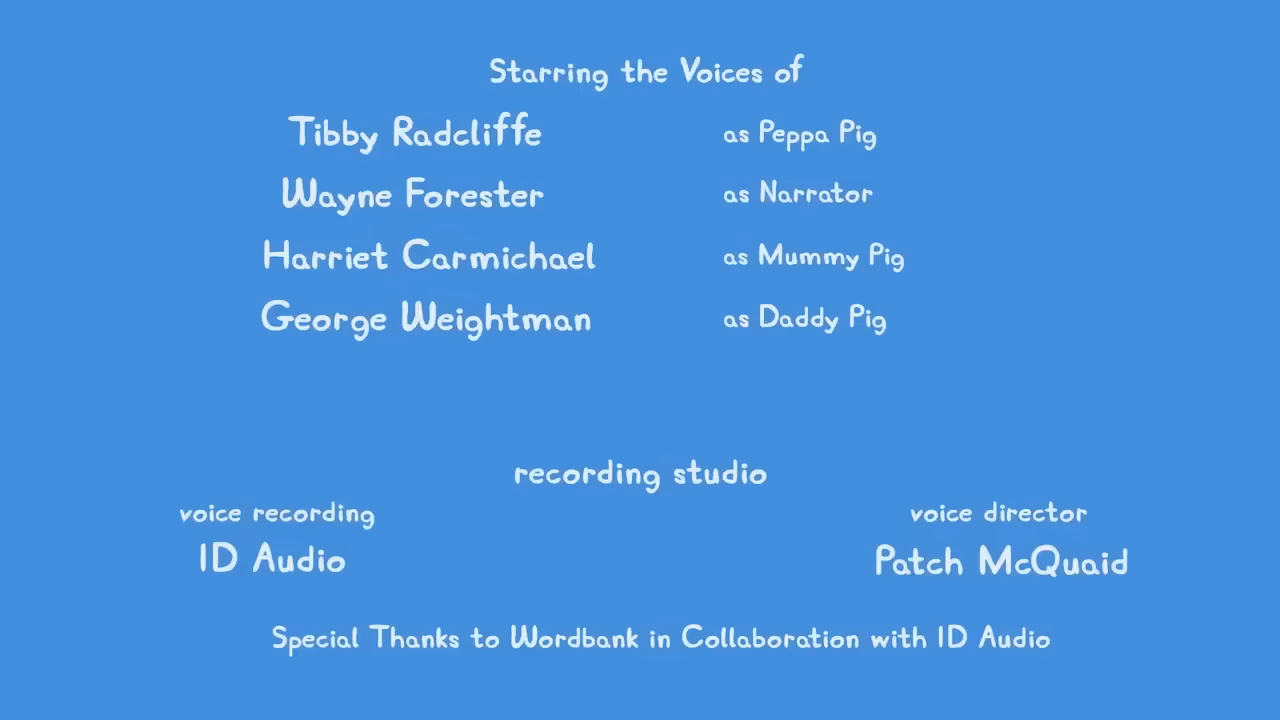 Starring the Voices of
Tibby Radcliffe as Peppa Pig
Wayne Forester as Narrator
Harriet Carmichael as Mummy Pig
George Weightman as Daddy Pig
recording studio
voice recording voice director
ID Audio Patch McQuaid
Special Thanks to Wordbank in Collaboration with ID Audio